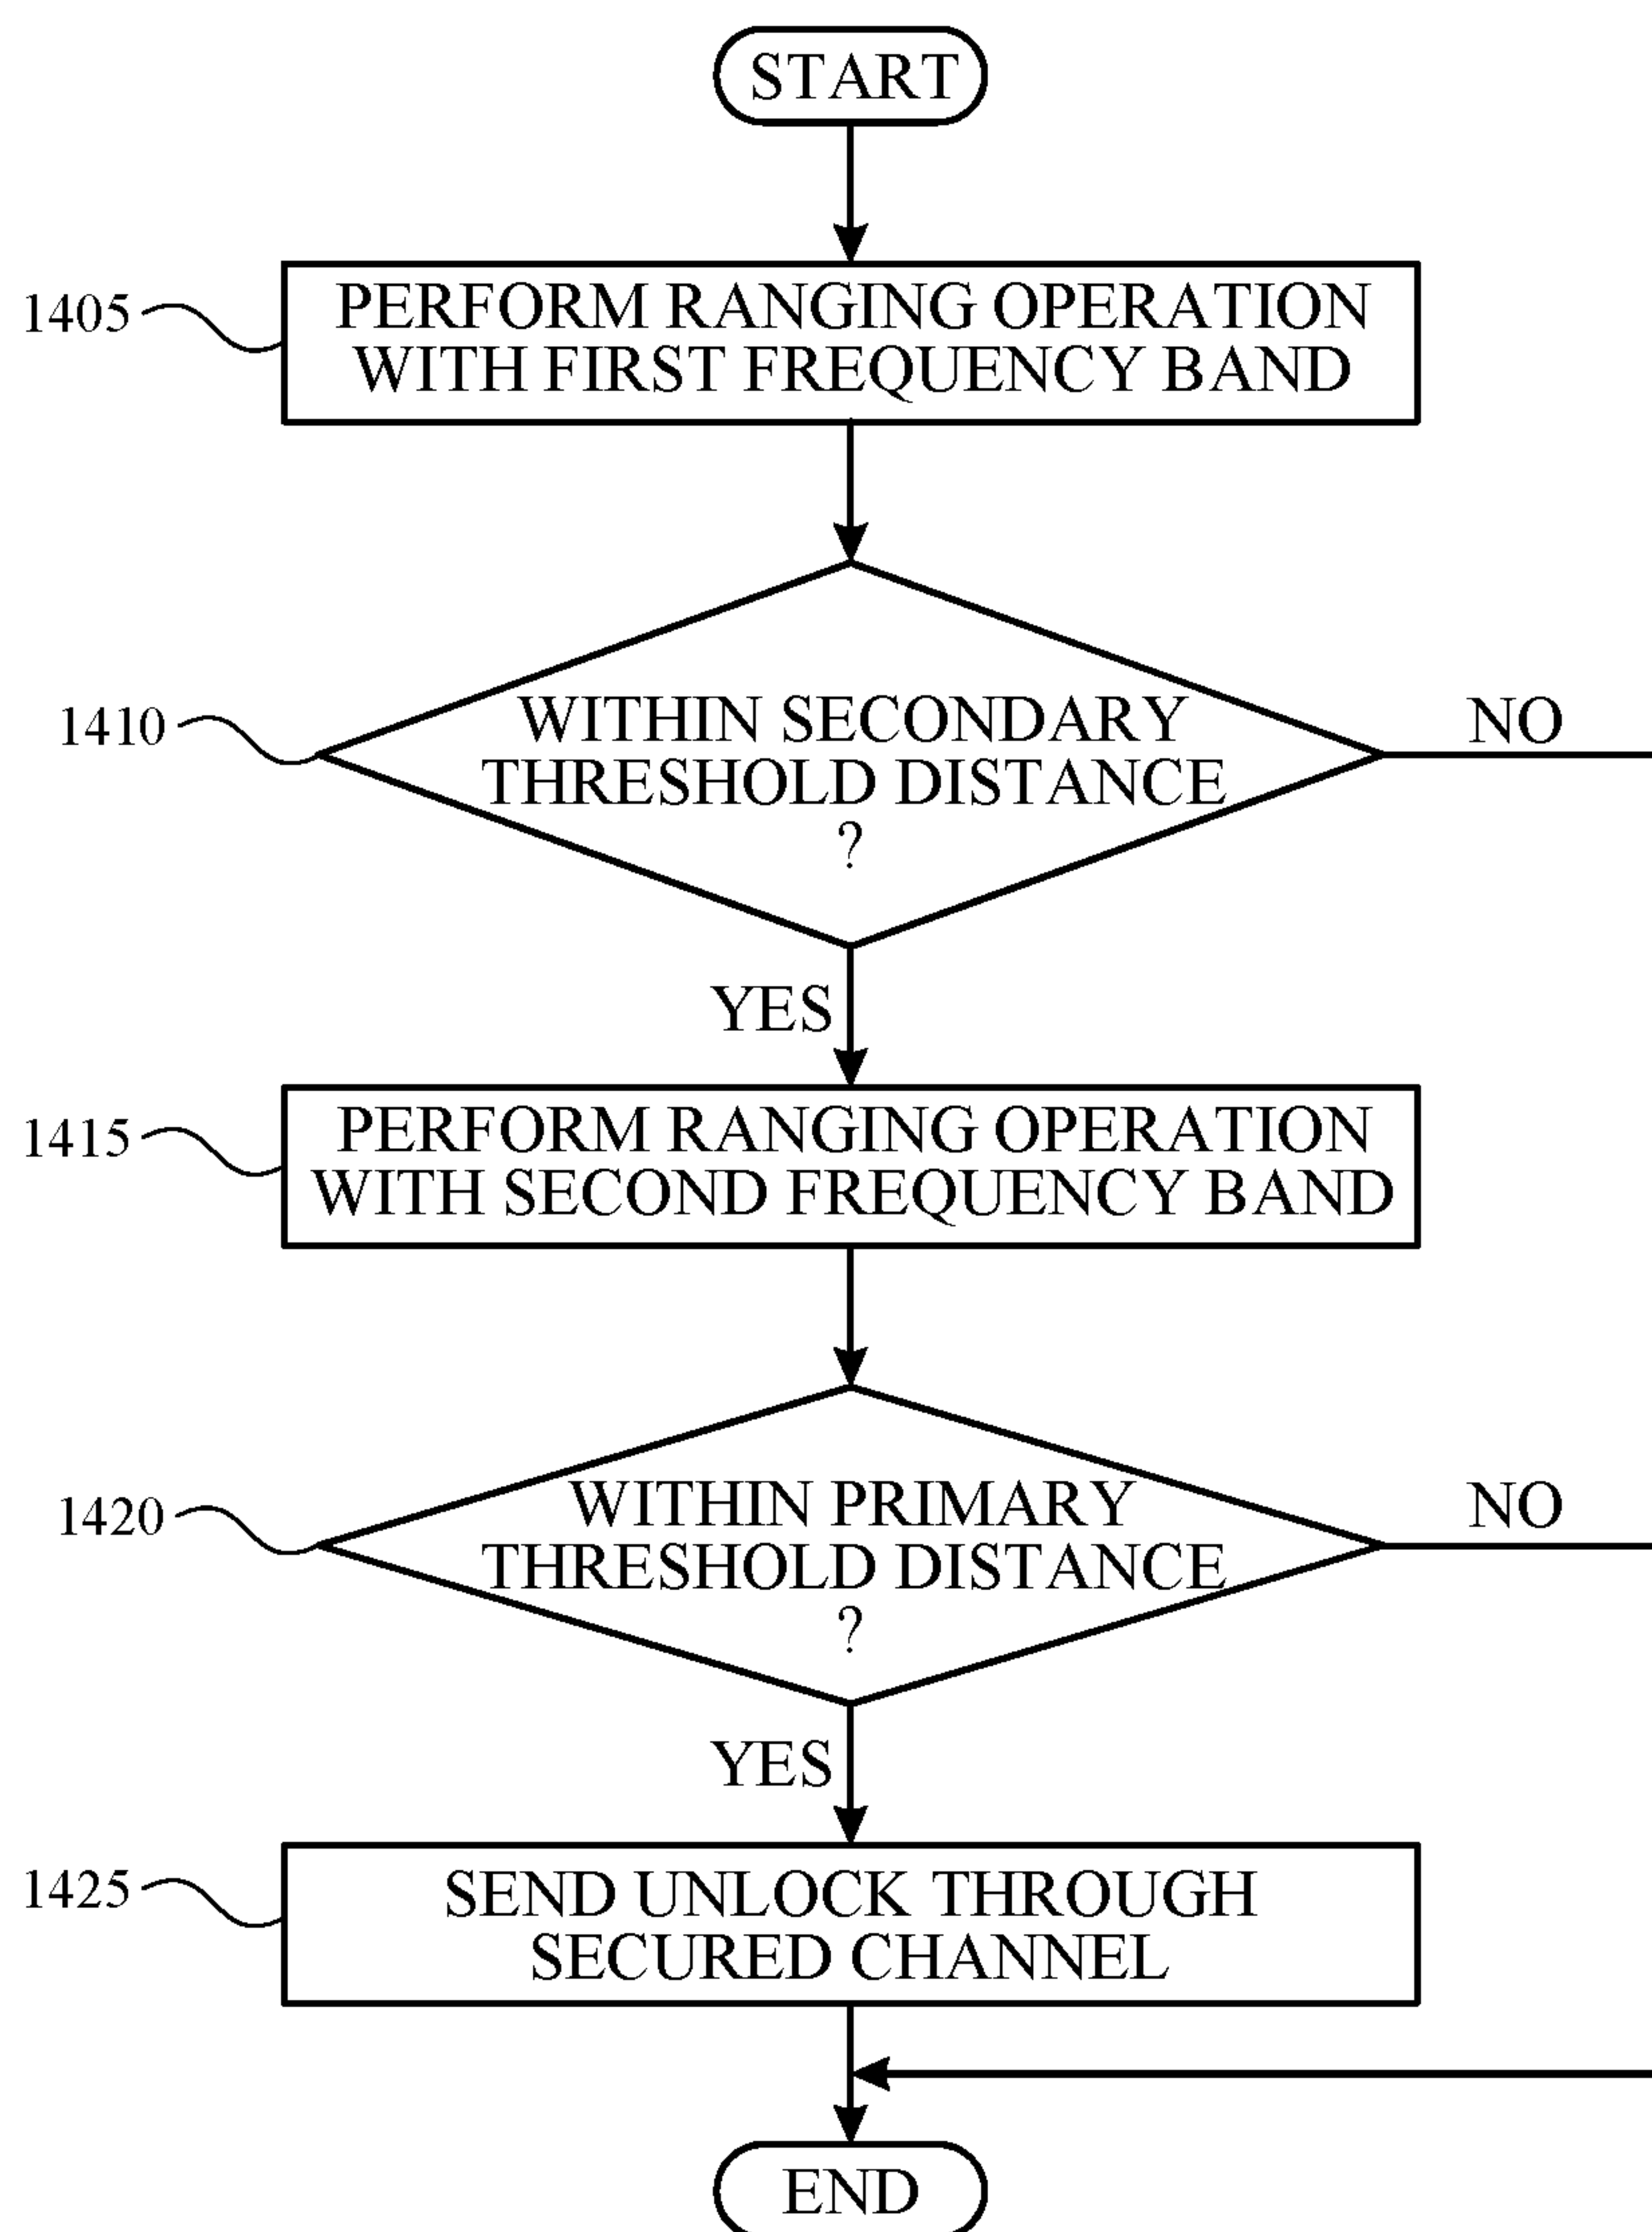 START
1405
PERFORM RANGING OPERATION
WITH FIRST FREQUENCY BAND
1410
WITHIN SECONDARY
THRESHOLD DISTANCE
?
NO
YES
1415
PERFORM RANGING OPERATION
WITH SECOND FREQUENCY BAND
1420
WITHIN PRIMARY
THRESHOLD DISTANCE
?
NO
YES
1425
SEND UNLOCK THROUGH
SECURED CHANNEL
END